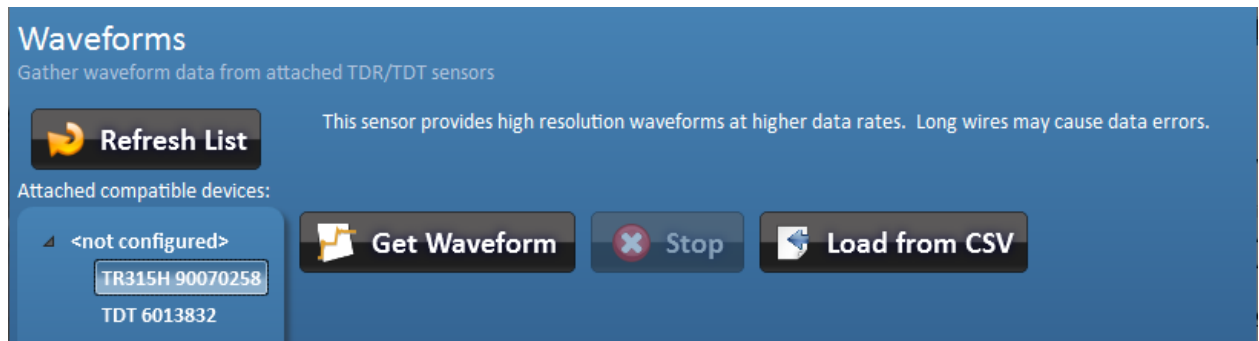 Waveforms
Gather waveform data from attached TDR/TDT sensors
Refresh List
This sensor provides high resolution waveforms at higher data rates.  Long wires may cause data errors.
Attached compatible devices:
<not configured>
TR315H 90070258
TDT 6013832
Get Waveform
Stop
Load from CSV